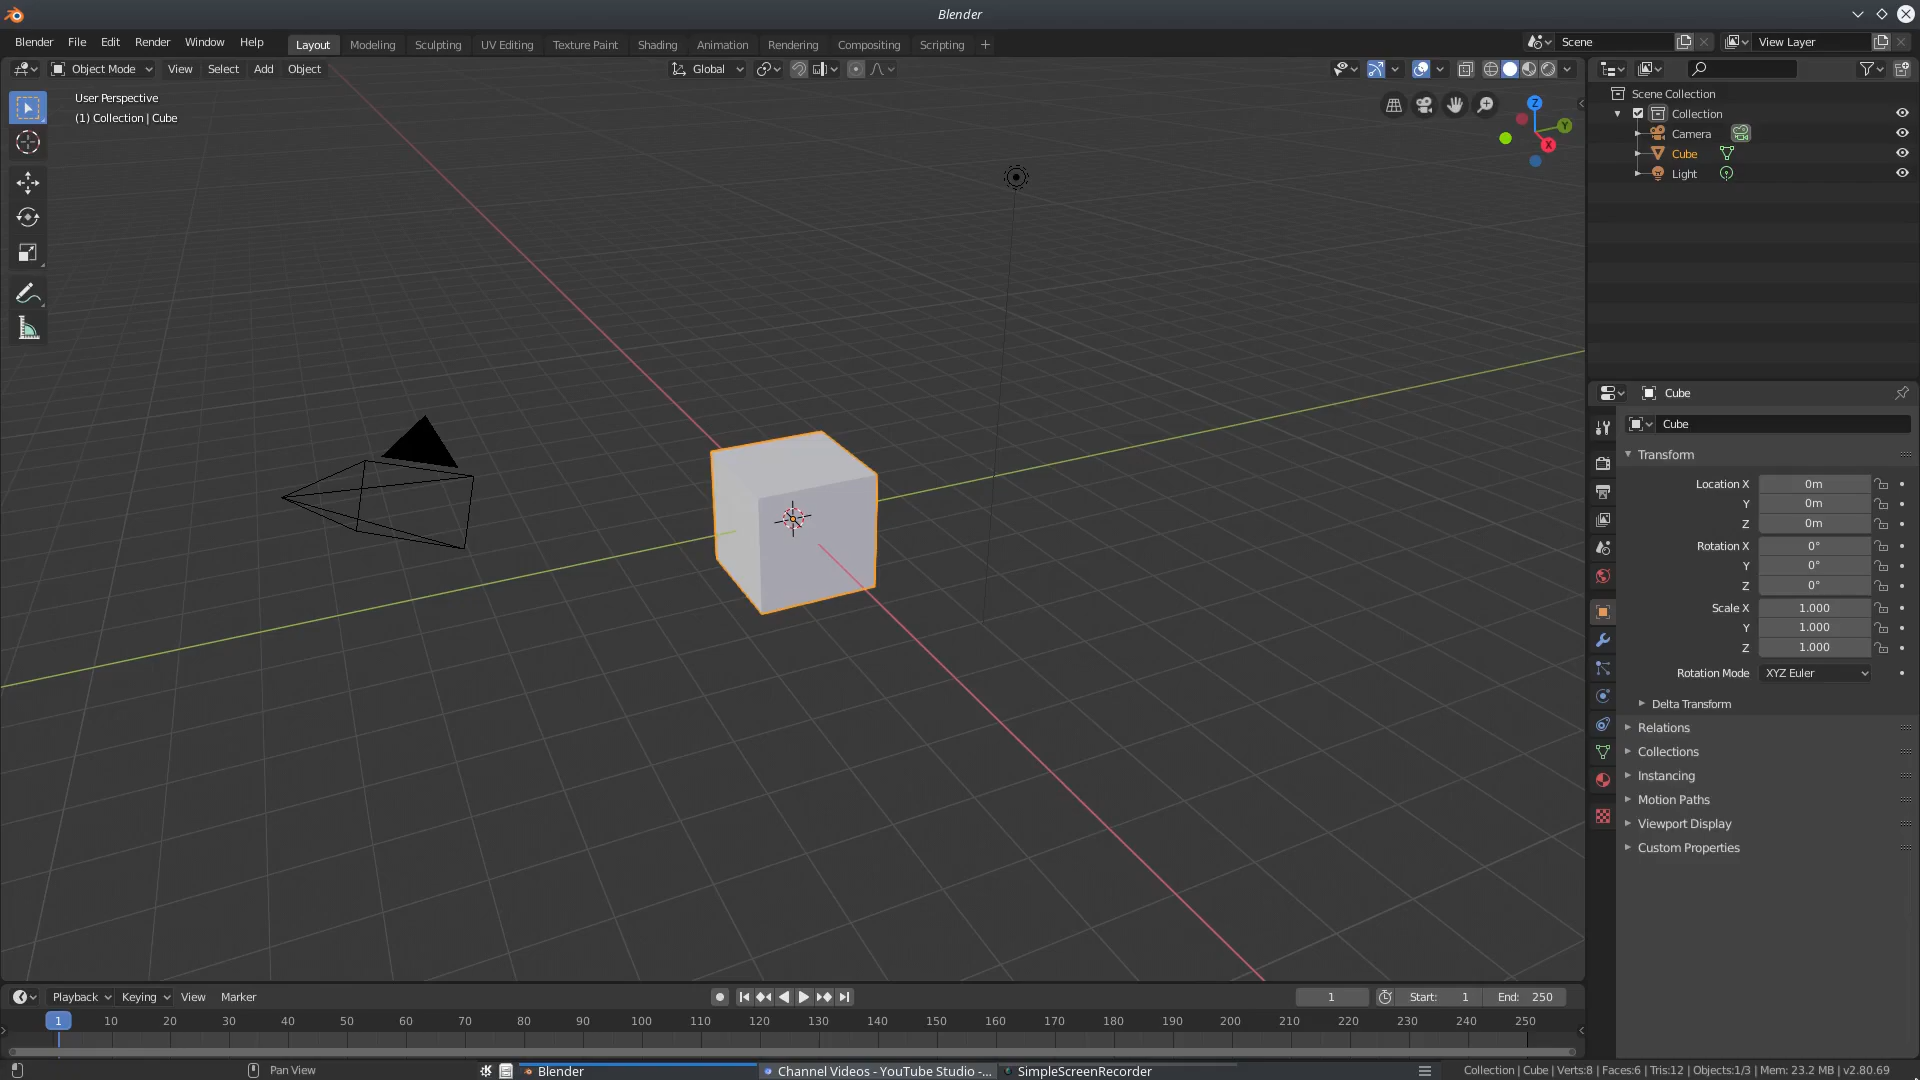 Blender
Blender File Edit Render Window Help Layout Modeling Sculpting UV Editing Texture Paint Shading Animation Rendering Compositing Scripting + Scene View Layer
Object Mode View Select Add Object Global
User Perspective
(1) Collection | Cube
Z
Y
X
Scene Collection
Collection
Camera
Cube
Light
Cube
Cube
Transform
Location X 0m
Y 0m
Z 0m
Rotation X 0°
Y 0°
Z 0°
Scale X 1.000
Y 1.000
Z 1.000
Rotation Mode XYZ Euler
Delta Transform
Relations
Collections
Instancing
Motion Paths
Viewport Display
Custom Properties
Playback Keying View Marker 1 Start: 1 End: 250
1 10 20 30 40 50 60 70 80 90 100 110 120 130 140 150 160 170 180 190 200 210 220 230 240 250
Pan View Blender Channel Videos - YouTube Studio -... SimpleScreenRecorder Collection | Cube | Verts:8 | Faces:6 | Tris:12 | Objects:1/3 | Mem: 23.2 MB | v2.80.69